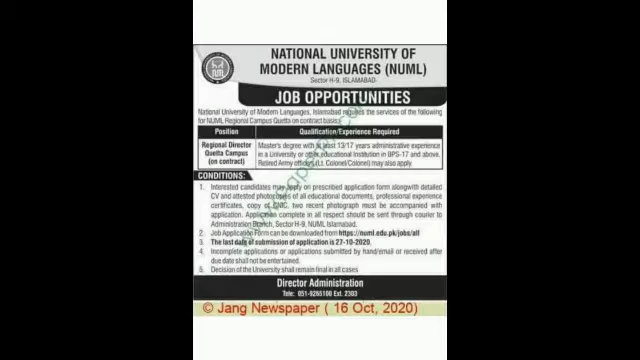 NATIONAL UNIVERSITY OF
MODERN LANGUAGES (NUML)
Sector H-9, ISLAMABAD
JOB OPPORTUNITIES
National University of Modern Languages, Islamabad requires the services of the following
for NUML Regional Campus Quetta on contract basis:
Position Qualification/Experience Required
Regional Director
Quetta Campus
(on contract)
Master's degree with at least 13/17 years administrative experience
in a University or other educational Institution in BPS-17 and above.
Retired Army officers (Lt. Colonel/Colonel) may also apply
CONDITIONS:
1. Interested candidates may apply on prescribed application form alongwith detailed
CV and attested photocopies of all documents, professional experience
certificates, copy of CNIC, two recent photograph must be accompanied with
application. Application complete in all respect should be sent through courier to
Administration Branch, Sector H-9, NUML Islamabad.
2. Job Application Form can be downloaded from https://numl.edu.pk/jobs/all
3. The last date of submission of application is 27-10-2020.
4. Incomplete applications or applications submitted by hand/email or received after
due date shall not be entertained.
5. Decision of the University shall remain final in all cases
Director Administration
Tele: 051-9265100 Ext. 2303
© Jang Newspaper ( 16 Oct, 2020)